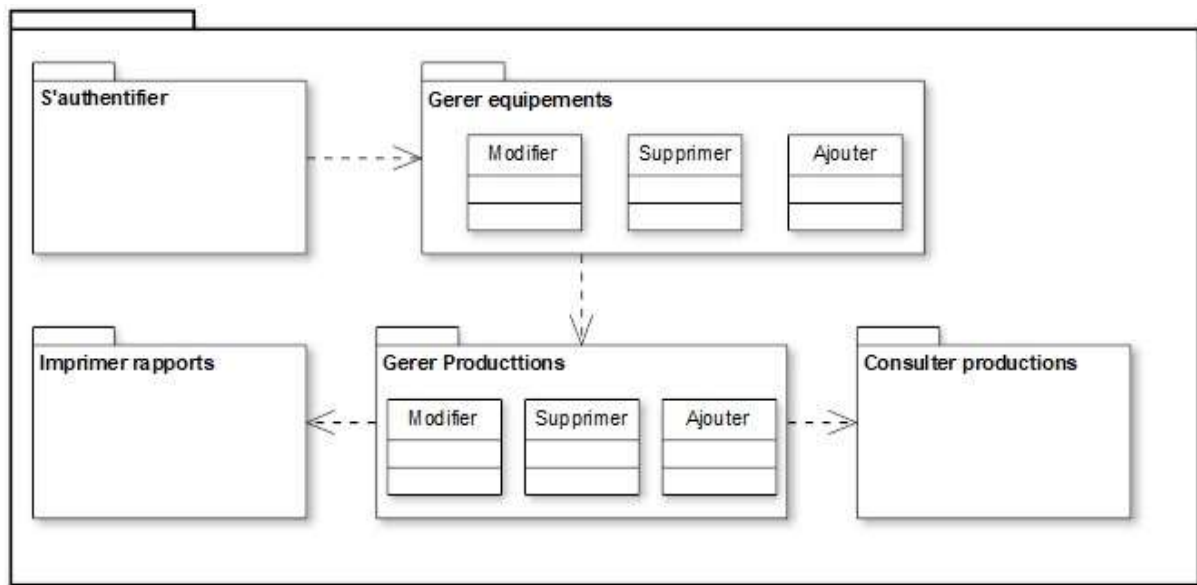 S'authentifier
Gerer equipements
Modifier
Supprimer
Ajouter
Imprimer rapports
Gerer Producttions
Modifier
Supprimer
Ajouter
Consulter productions